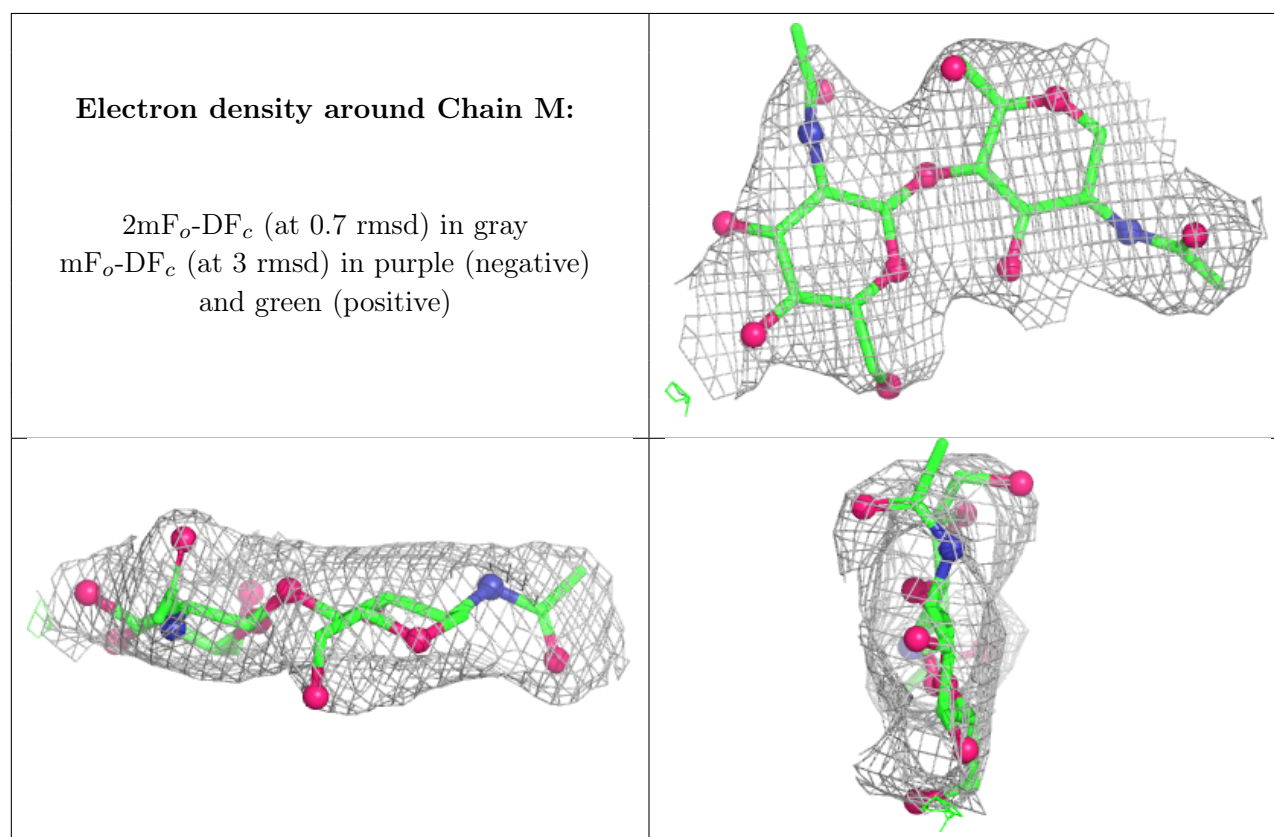 Electron density around Chain M:
2mFo-DFc (at 0.7 rmsd) in gray
mFo-DFc (at 3 rmsd) in purple (negative)
and green (positive)